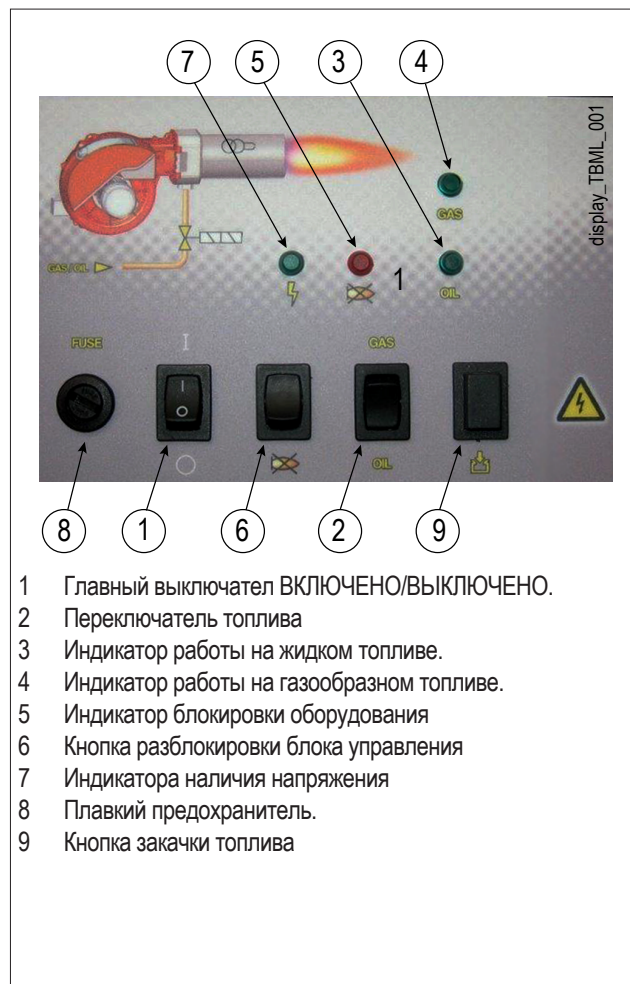 7 5 3 4
display_TBML_001
GAS
GAS/OIL
1
OIL
FUSE I GAS
I
O
O OIL
8 1 6 2 9
1 Главный выключател ВКЛЮЧЕНО/ВЫКЛЮЧЕНО.
2 Переключатель топлива
3 Индикатор работы на жидком топливе.
4 Индикатор работы на газообразном топливе.
5 Индикатор блокировки оборудования
6 Кнопка разблокировки блока управления
7 Индикатора наличия напряжения
8 Плавкий предохранитель.
9 Кнопка закачки топлива